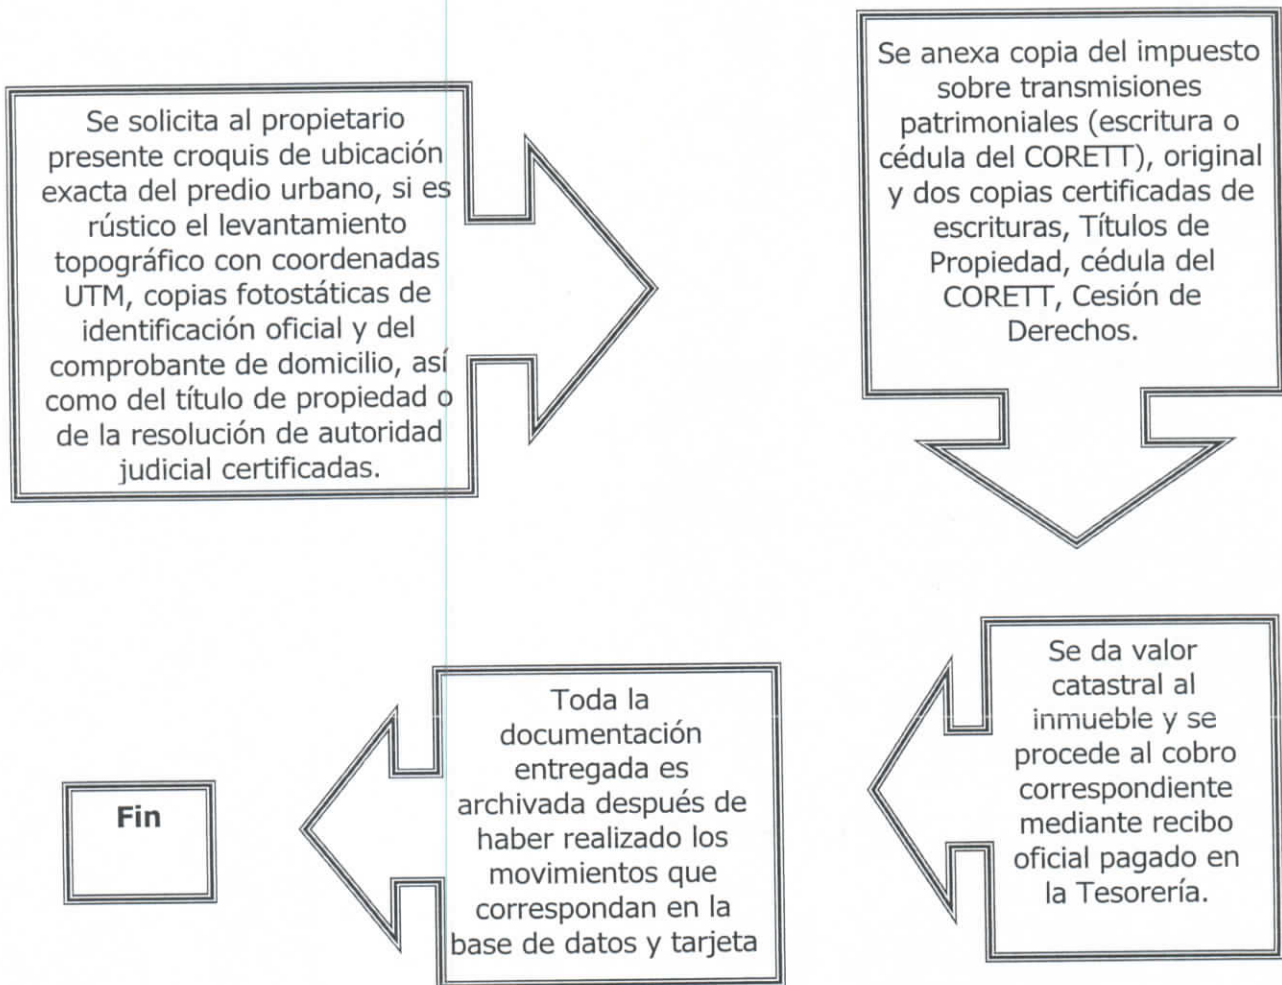 Se solicita al propietario
presente croquis de ubicación
exacta del predio urbano, si es
rústico el levantamiento
topográfico con coordenadas
UTM, copias fotostáticas de
identificación oficial y del
comprobante de domicilio, así
como del título de propiedad o
de la resolución de autoridad
judicial certificadas.
Se anexa copia del impuesto
sobre transmisiones
patrimoniales (escritura o
cédula del CORETT), original
y dos copias certificadas de
escrituras, Títulos de
Propiedad, cédula del
CORETT, Cesión de
Derechos.
Se da valor
catastral al
inmueble y se
procede al cobro
correspondiente
mediante recibo
oficial pagado en
la Tesorería.
Toda la
documentación
entregada es
archivada después de
haber realizado los
movimientos que
correspondan en la
base de datos y tarjeta
Fin